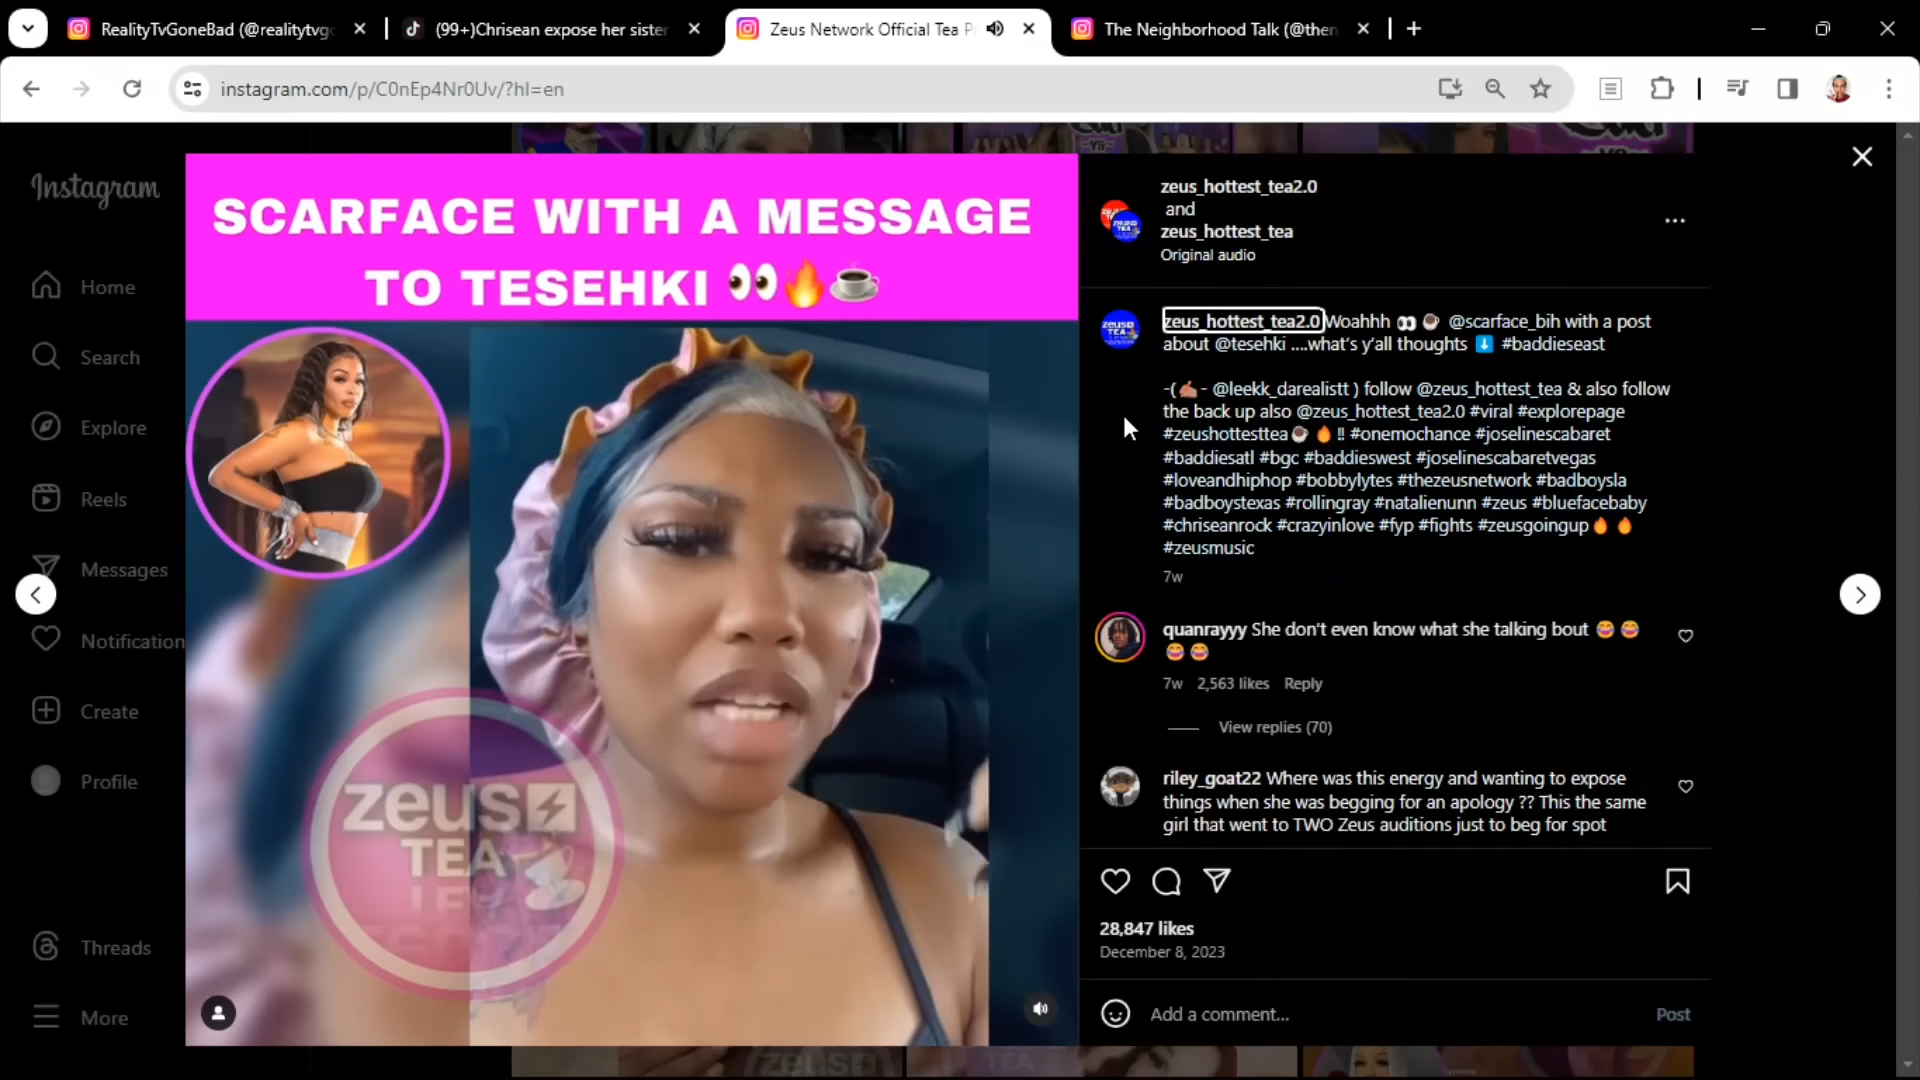 RealityTvGoneBad (@realitytvg
(99+)Chrisean expose her sister
Zeus Network Official Tea P
The Neighborhood Talk (@then
instagram.com/p/C0nEp4Nr0Uv/?hl=en
Instagram
Home
Search
Explore
Reels
Messages
Notification
Create
Profile
Threads
More
SCARFACE WITH A MESSAGE
TO TESEHKI 👀🔥☕
zeus
TEA
zeus_hottest_tea2.0
and
zeus_hottest_tea
Original audio
zeus_hottest_tea2.0 Woahhh 👀 ☕ @scarface_bih with a post
about @tesehki ....what's y'all thoughts ⬇️ #baddieseast
-(✍🏽- @leekk_darealistt ) follow @zeus_hottest_tea & also follow
the back up also @zeus_hottest_tea2.0 #viral #explorepage
#zeushottesttea☕ 🔥 ‼ #onemochance #joselinescabaret
#baddiesatl #bgc #baddieswest #joselinescabaretvegas
#loveandhiphop #bobbylytes #thezeusnetwork #badboysla
#badboystexas #rollingray #natalienunn #zeus #bluefacebaby
#chriseanrock #crazyinlove #fyp #fights #zeusgoingup🔥 🔥
#zeusmusic
7w
quanrayyy She don't even know what she talking bout 😂 😂
😂 😂
7w 2,563 likes Reply
View replies (70)
riley_goat22 Where was this energy and wanting to expose
things when she was begging for an apology ?? This the same
girl that went to TWO Zeus auditions just to beg for spot
28,847 likes
December 8, 2023
Add a comment...
Post